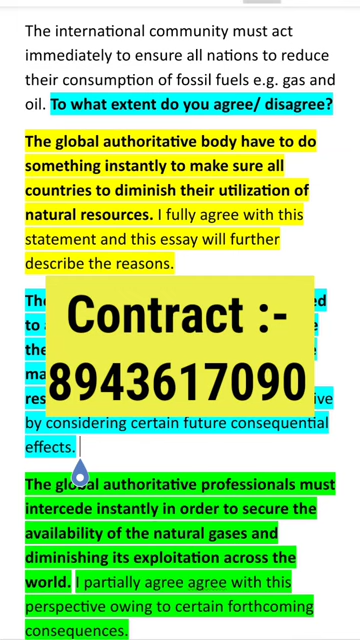 The international community must act
immediately to ensure all nations to reduce
their consumption of fossil fuels e.g. gas and
oil. To what extent do you agree/ disagree?
The global authoritative body have to do
something instantly to make sure all
countries to diminish their utilization of
natural resources. I fully agree with this
statement and this essay will further
describe the reasons.
Contract :-
8943617090
by considering certain future consequential
effects.
The global authoritative professionals must
intercede instantly in order to secure the
availability of the natural gases and
diminishing its exploitation across the
world. I partially agree agree with this
perspective owing to certain forthcoming
consequences.